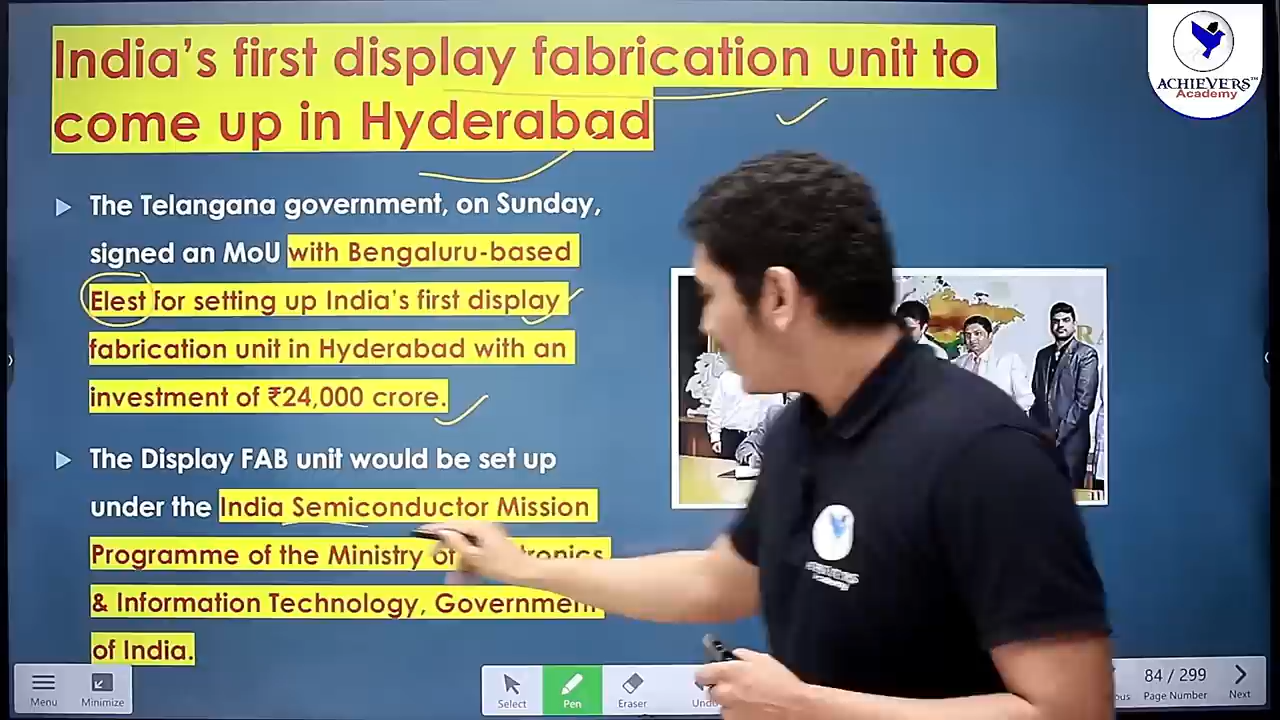 India's first display fabrication unit to
come up in Hyderabad
ACHIEVERS™
Academy
The Telangana government, on Sunday,
signed an MoU with Bengaluru-based
Elest for setting up India's first display
fabrication unit in Hyderabad with an
investment of ₹24,000 crore.
The Display FAB unit would be set up
under the India Semiconductor Mission
Programme of the Ministry of
& Information Technology, Government
of India.
Menu
Minimize
Select
Pen
Eraser
Undo
84 / 299
Page Number
Next